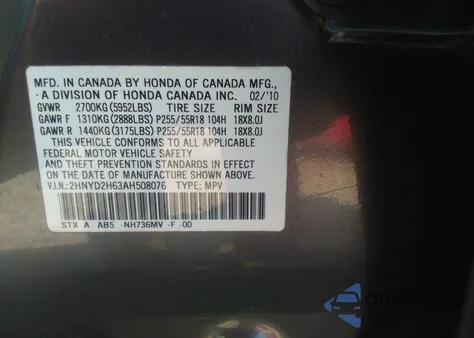 MFD. IN CANADA BY HONDA OF CANADA MFG.,
A DIVISION OF HONDA CANADA INC. 02/'10
GVWR 2700KG(5952LBS) TIRE SIZE RIM SIZE
GAWR F 1310KG(2888LBS) P255/55R18 104H 18X8.0J
GAWR R 1440KG(3175LBS) P255/55R18 104H 18X8.0J
THIS VEHICLE CONFORMS TO ALL APPLICABLE
FEDERAL MOTOR VEHICLE SAFETY
AND THEFT PREVENTION STANDARDS IN EFFECT ON THE
DATE OF MANUFACTURE SHOWN ABOVE.
V.I.N.: 2HNYD2H63AH508076 TYPE: MPV
STX A AB5 -NH736MV -F -00